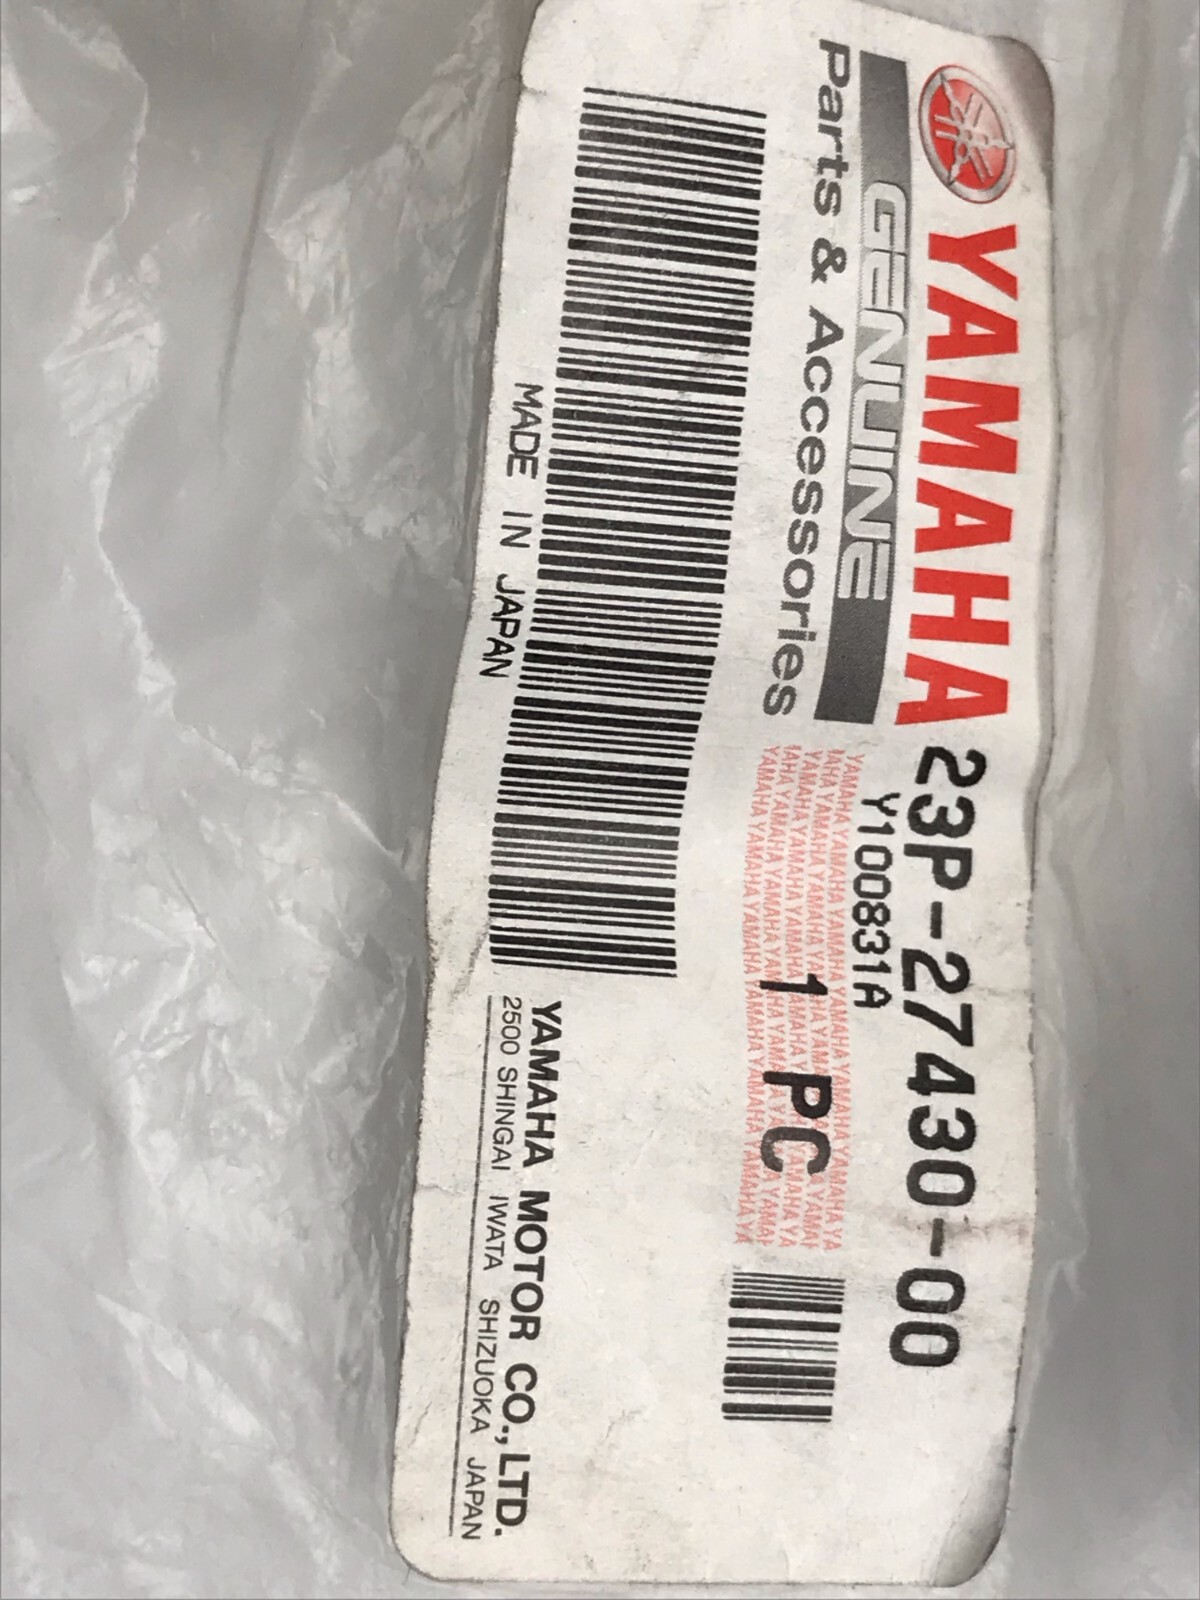 YAMAHA 23P-27430-00
GENUINE Y100831A
Parts & Accessories 1 PC
MADE IN JAPAN
YAMAHA MOTOR CO., LTD.
2500 SHINGAI IWATA SHIZUOKA JAPAN